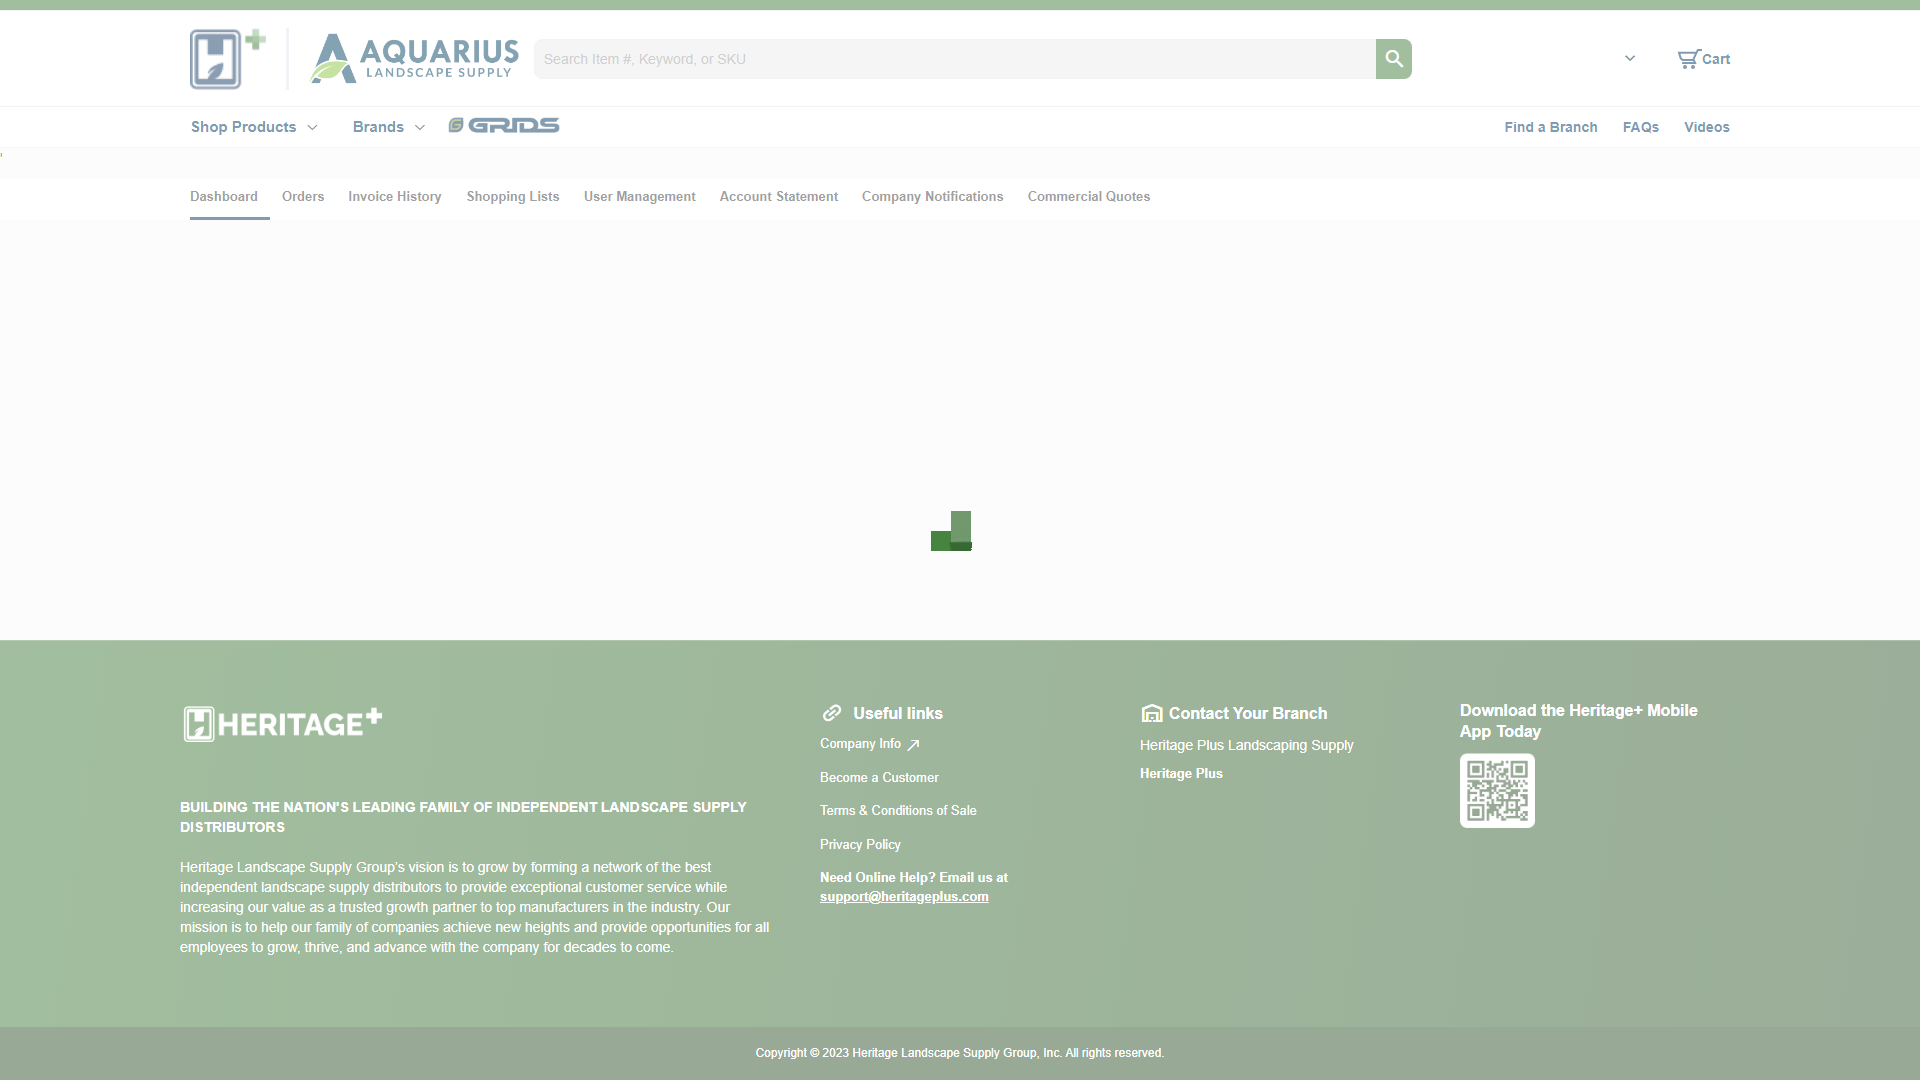 AQUARIUS
LANDSCAPE SUPPLY
Search Item #, Keyword, or SKU
Cart
Shop Products
Brands
GRIDS
Find a Branch
FAQs
Videos
'
Dashboard
Orders
Invoice History
Shopping Lists
User Management
Account Statement
Company Notifications
Commercial Quotes
HERITAGE+
BUILDING THE NATION'S LEADING FAMILY OF INDEPENDENT LANDSCAPE SUPPLY
DISTRIBUTORS
Heritage Landscape Supply Group's vision is to grow by forming a network of the best
independent landscape supply distributors to provide exceptional customer service while
increasing our value as a trusted growth partner to top manufacturers in the industry. Our
mission is to help our family of companies achieve new heights and provide opportunities for all
employees to grow, thrive, and advance with the company for decades to come.
Useful links
Company Info
Become a Customer
Terms & Conditions of Sale
Privacy Policy
Need Online Help? Email us at
support@heritageplus.com
Contact Your Branch
Heritage Plus Landscaping Supply
Heritage Plus
Download the Heritage+ Mobile
App Today
Copyright © 2023 Heritage Landscape Supply Group, Inc. All rights reserved.